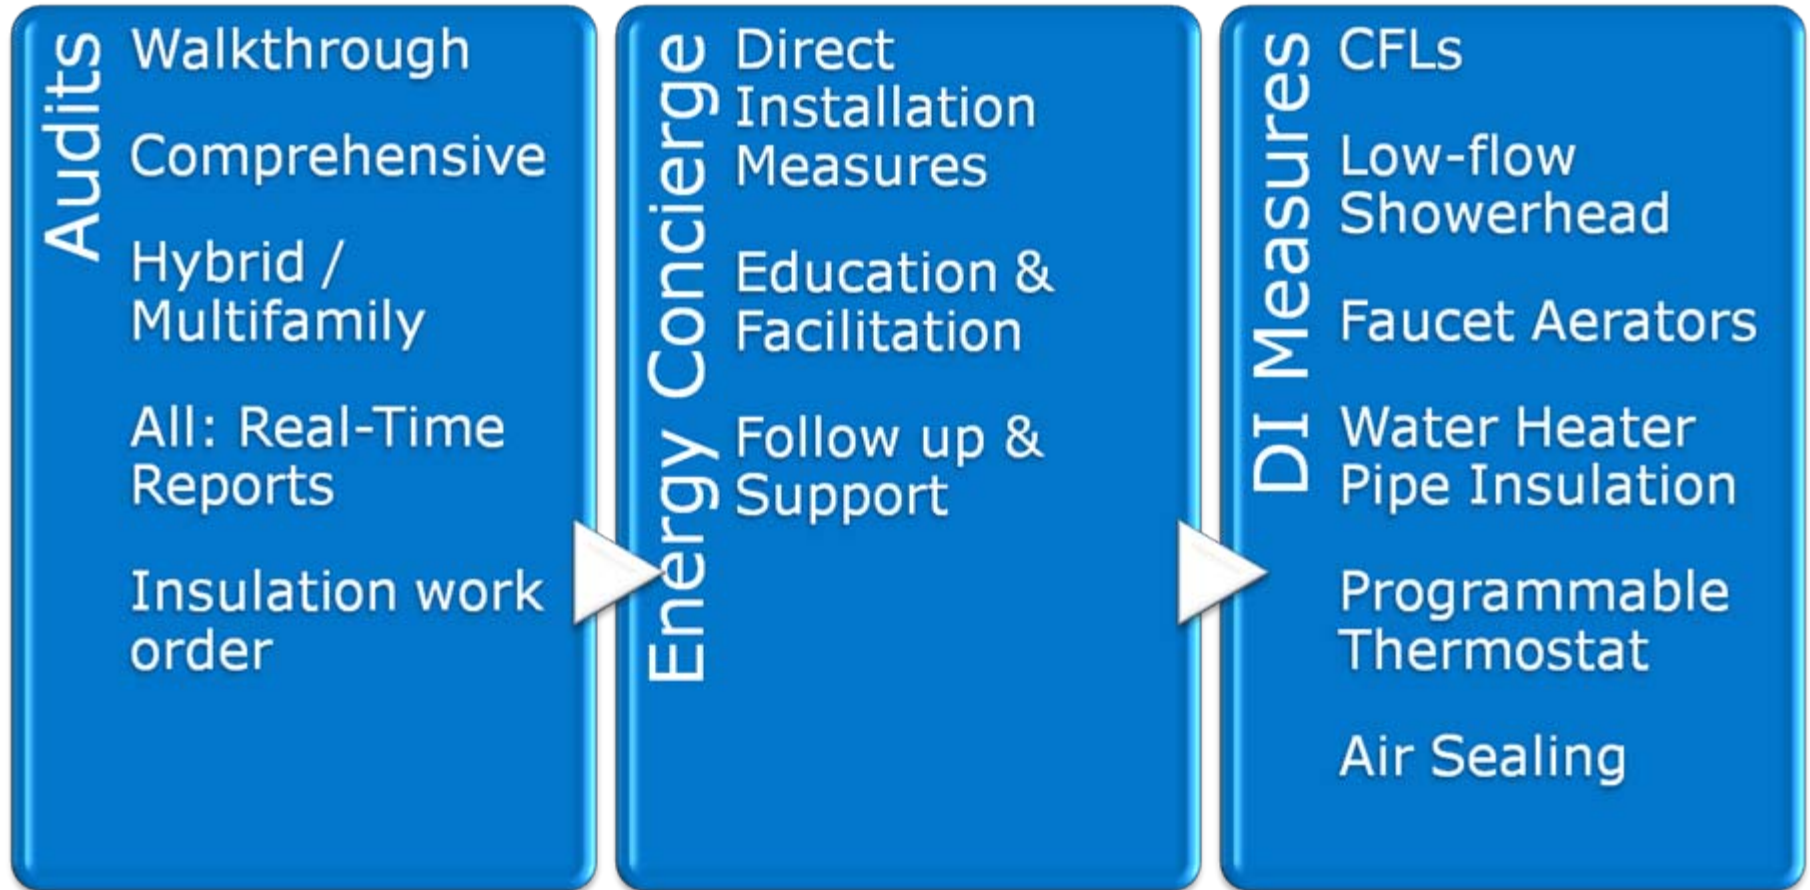 Audits
Walkthrough
Comprehensive
Hybrid /
Multifamily
All: Real-Time
Reports
Insulation work
order
Energy Concierge
Direct
Installation
Measures
Education &
Facilitation
Follow up &
Support
DI Measures
CFLs
Low-flow
Showerhead
Faucet Aerators
Water Heater
Pipe Insulation
Programmable
Thermostat
Air Sealing